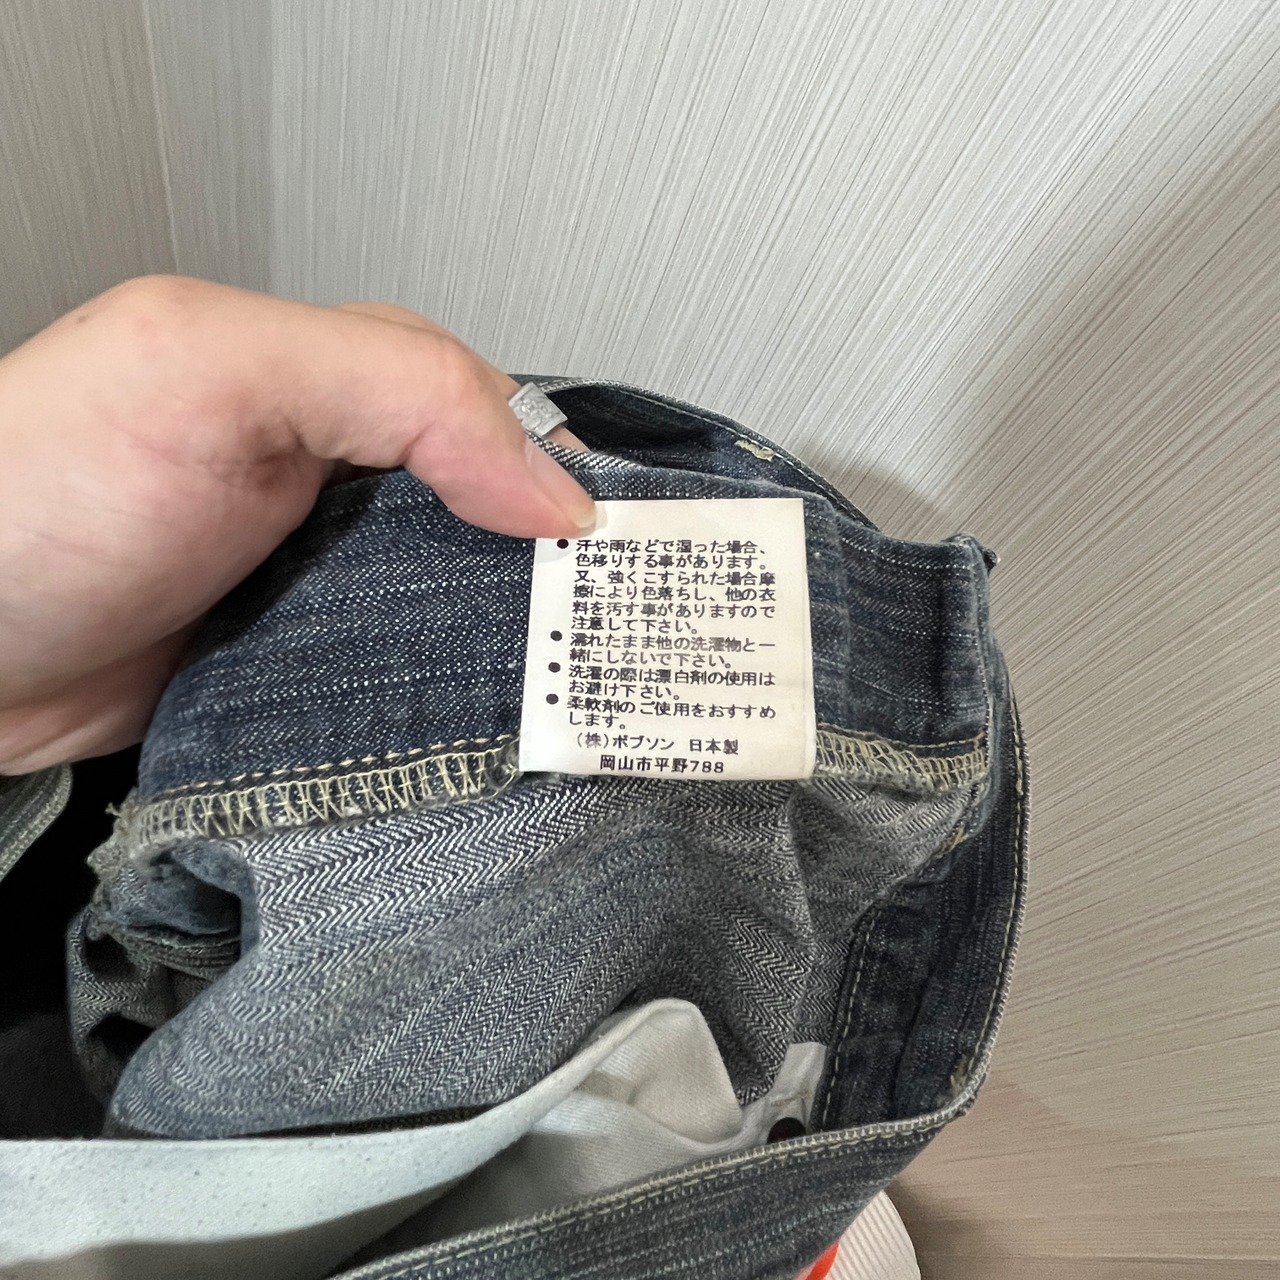 ● 汗や雨などで湿った場合、
色移りする事があります。
又、強くこすられた場合摩
擦により色落ちし、他の衣
料を汚す事がありますので
注意して下さい。
● 濡れたまま他の洗濯物と一
緒にしないで下さい。
● 洗濯の際は漂白剤の使用は
お避け下さい。
● 柔軟剤のご使用をおすすめ
します。
(株)ボブソン 日本製
岡山市平野788